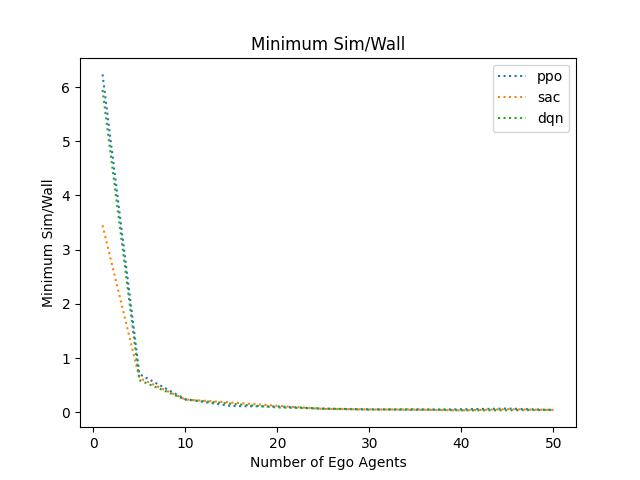 Minimum Sim/Wall
ppo
sac
dqn
6
5
4
3
2
1
0
Minimum Sim/Wall
0 10 20 30 40 50
Number of Ego Agents